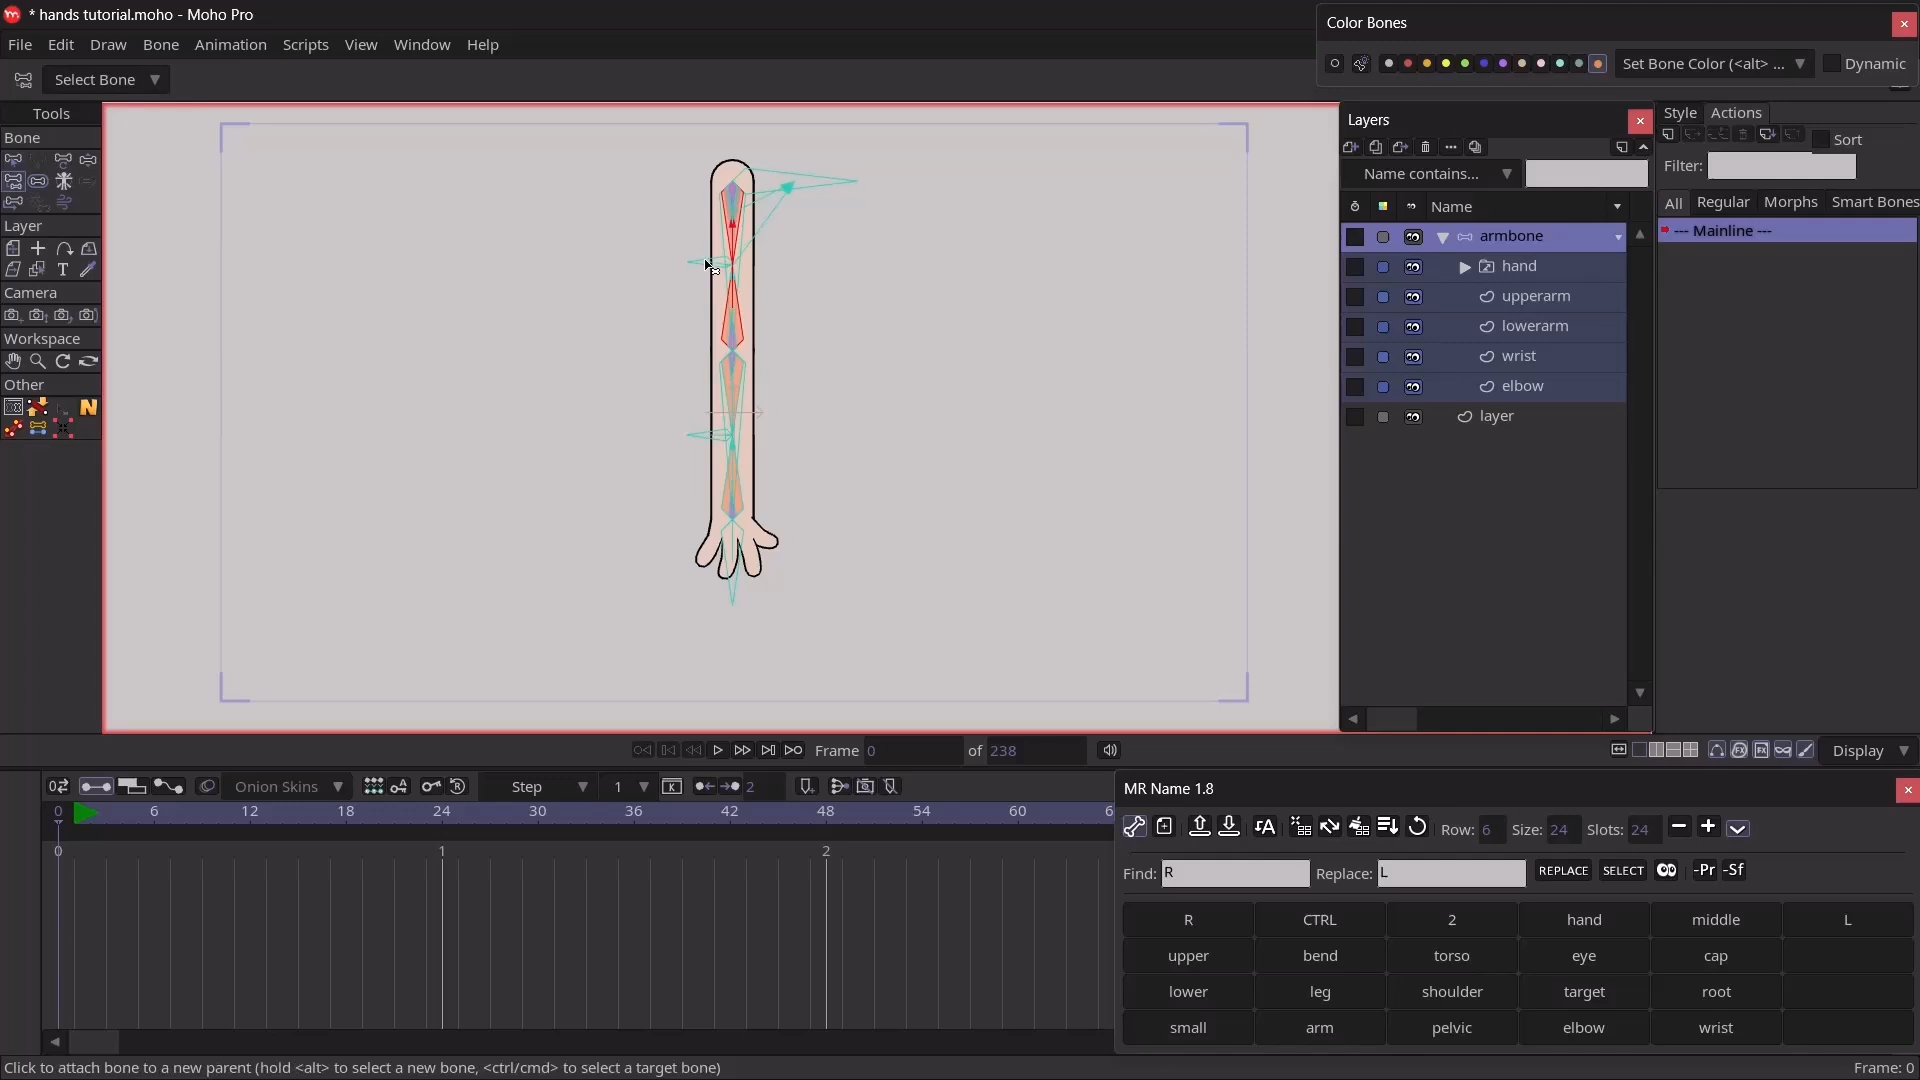 * hands tutorial.moho - Moho Pro
Color Bones
File Edit Draw Bone Animation Scripts View Window Help
Set Bone Color (<alt> ... Dynamic
Select Bone
Tools
Bone
Layer
Camera
Workspace
Other
Layers
Name contains...
Name
armbone
hand
upperarm
lowerarm
wrist
elbow
layer
Style Actions
Sort
Filter:
All Regular Morphs Smart Bones
--- Mainline ---
Frame 0 of 238
Display
Onion Skins Step 1 2
0 6 12 18 24 30 36 42 48 54 60 6
0 1 2
MR Name 1.8
Row: 6 Size: 24 Slots: 24
Find: R Replace: L REPLACE SELECT -Pr -Sf
R CTRL 2 hand middle L
upper bend torso eye cap
lower leg shoulder target root
small arm pelvic elbow wrist
Click to attach bone to a new parent (hold <alt> to select a new bone, <ctrl/cmd> to select a target bone)
Frame: 0